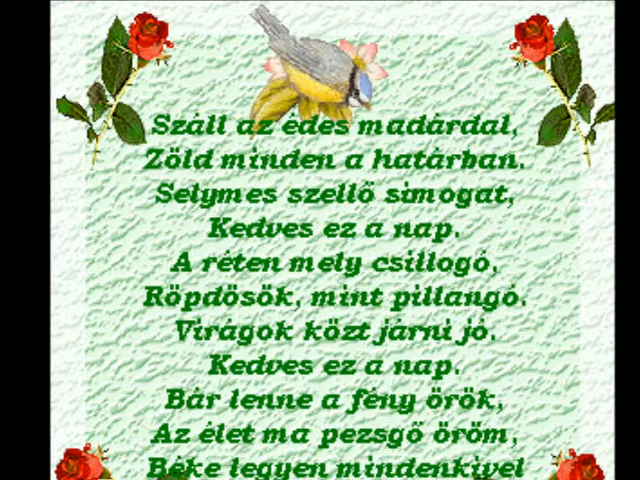 Száll az édes madárdal,
Zöld minden a határban.
Selymes szellő simogat,
Kedves ez a nap.
A réten mely csillogó,
Röpdösök, mint pillangó.
Virágok közt járni jó.
Kedves ez a nap.
Bár lenne a fény örök,
Az élet ma pezsgő öröm,
Béke legyen mindenkivel